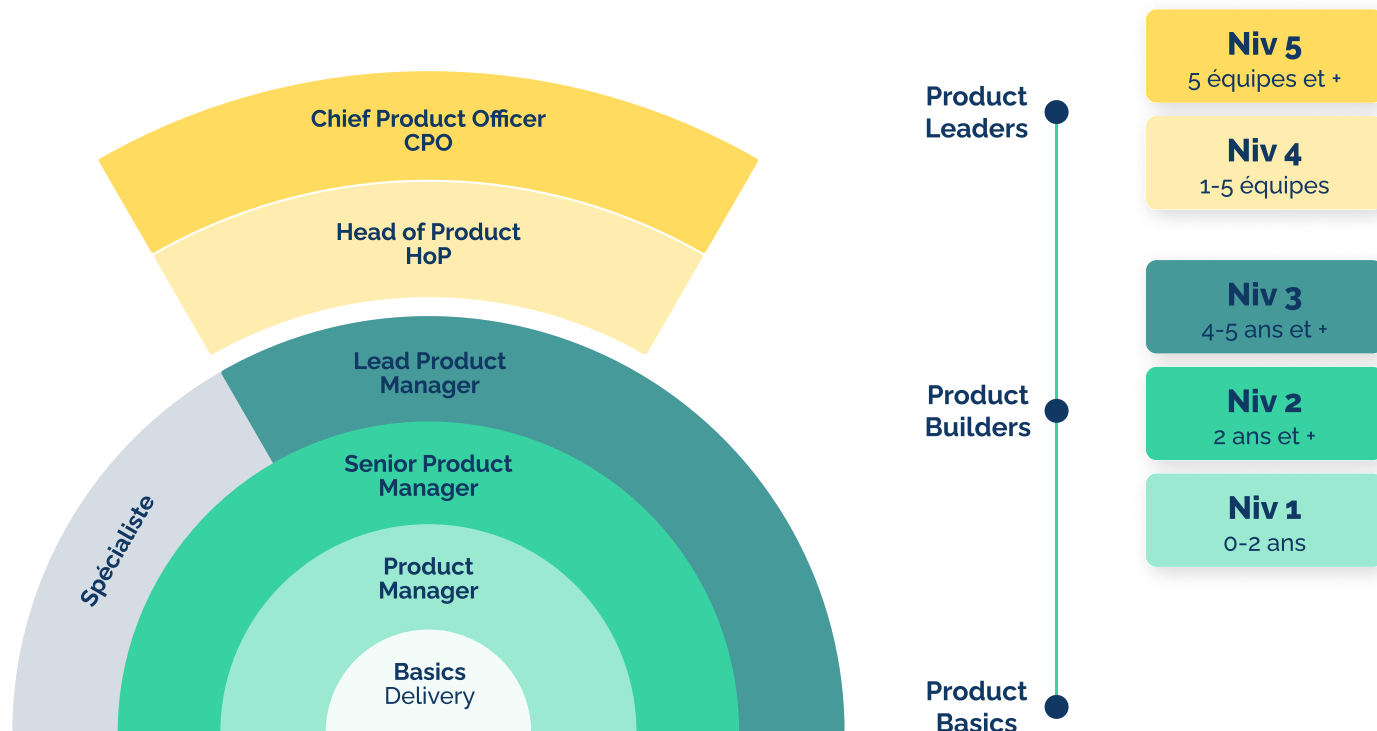 Chief Product Officer
CPO
Head of Product
HoP
Lead Product
Manager
Senior Product
Manager
Spécialiste
Product
Manager
Basics
Delivery
Product
Leaders
Product
Builders
Product
Basics
Niv 5
5 équipes et +
Niv 4
1-5 équipes
Niv 3
4-5 ans et +
Niv 2
2 ans et +
Niv 1
0-2 ans